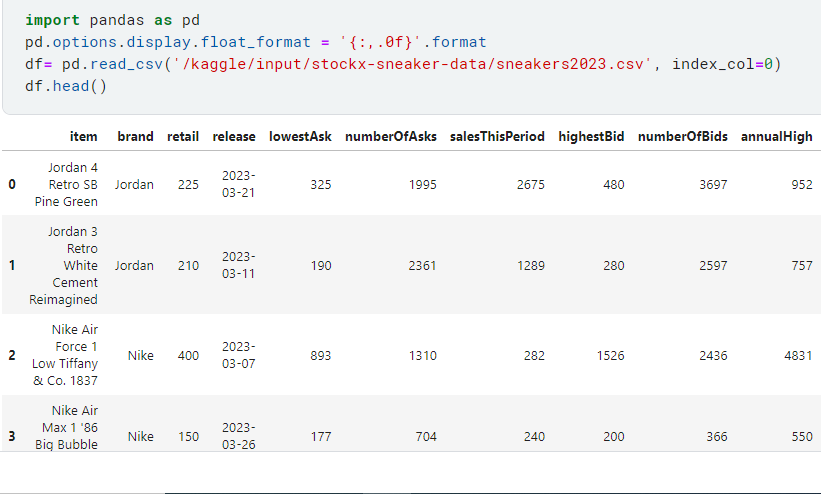 import pandas as pd
pd.options.display.float_format = '{:,.0f}'.format
df= pd.read_csv('/kaggle/input/stockx-sneaker-data/sneakers2023.csv', index_col=0)
df.head()
item brand retail release lowestAsk numberOfAsks salesThisPeriod highestBid numberOfBids annualHigh
Jordan 4
Retro SB
Pine Green
0 Jordan 225 2023-
03-21 325 1995 2675 480 3697 952
Jordan 3
Retro
White
Cement
Reimagined
1 Jordan 210 2023-
03-11 190 2361 1289 280 2597 757
Nike Air
Force 1
Low Tiffany
& Co. 1837
2 Nike 400 2023-
03-07 893 1310 282 1526 2436 4831
Nike Air
Max 1 '86
Big Bubble
3 Nike 150 2023-
03-26 177 704 240 200 366 550